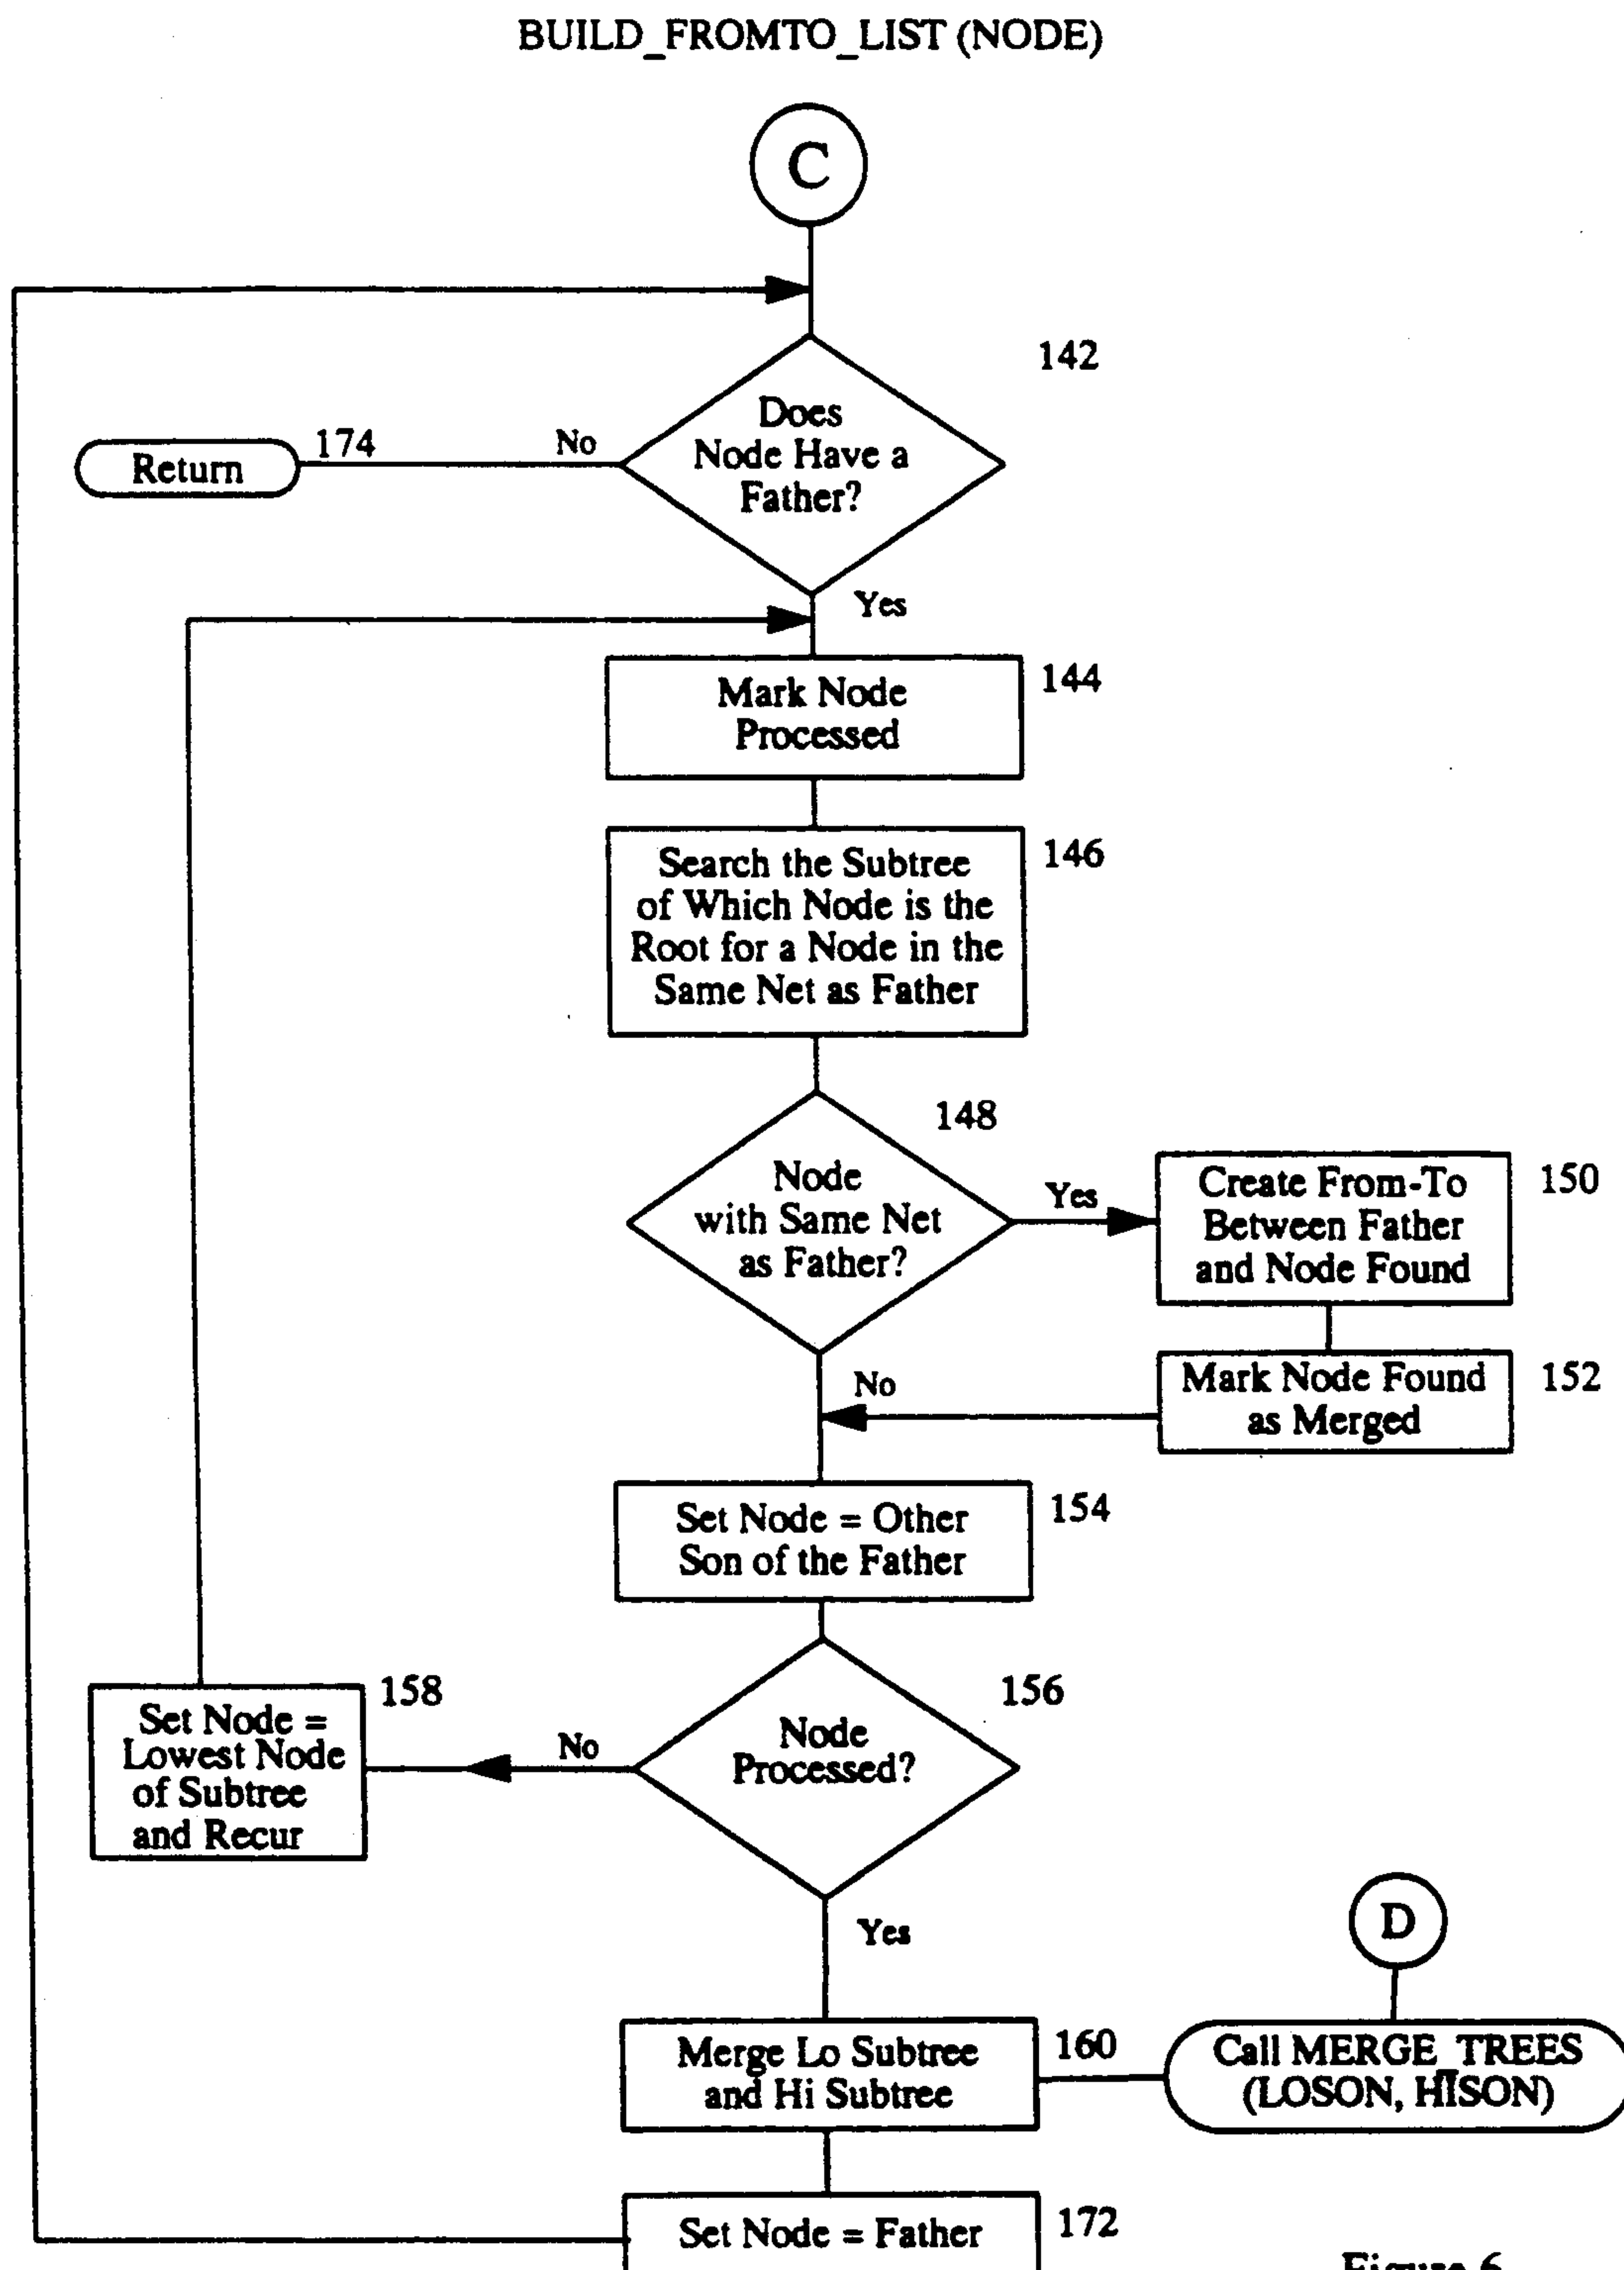 BUILD_FROMTO_LIST (NODE)
C
142
Does
Node Have a
Father?
No
174
Return
Yes
144
Mark Node
Processed
146
Search the Subtree
of Which Node is the
Root for a Node in the
Same Net as Father
148
Node
with Same Net
as Father?
Yes
Create From-To
Between Father
and Node Found
150
No
Mark Node Found
as Merged
152
Set Node = Other
Son of the Father
154
156
Node
Processed?
No
158
Set Node =
Lowest Node
of Subtree
and Recur
Yes
D
Merge Lo Subtree
and Hi Subtree
160
Call MERGE_TREES
(LOSON, HISON)
Set Node = Father
172
Figure 6